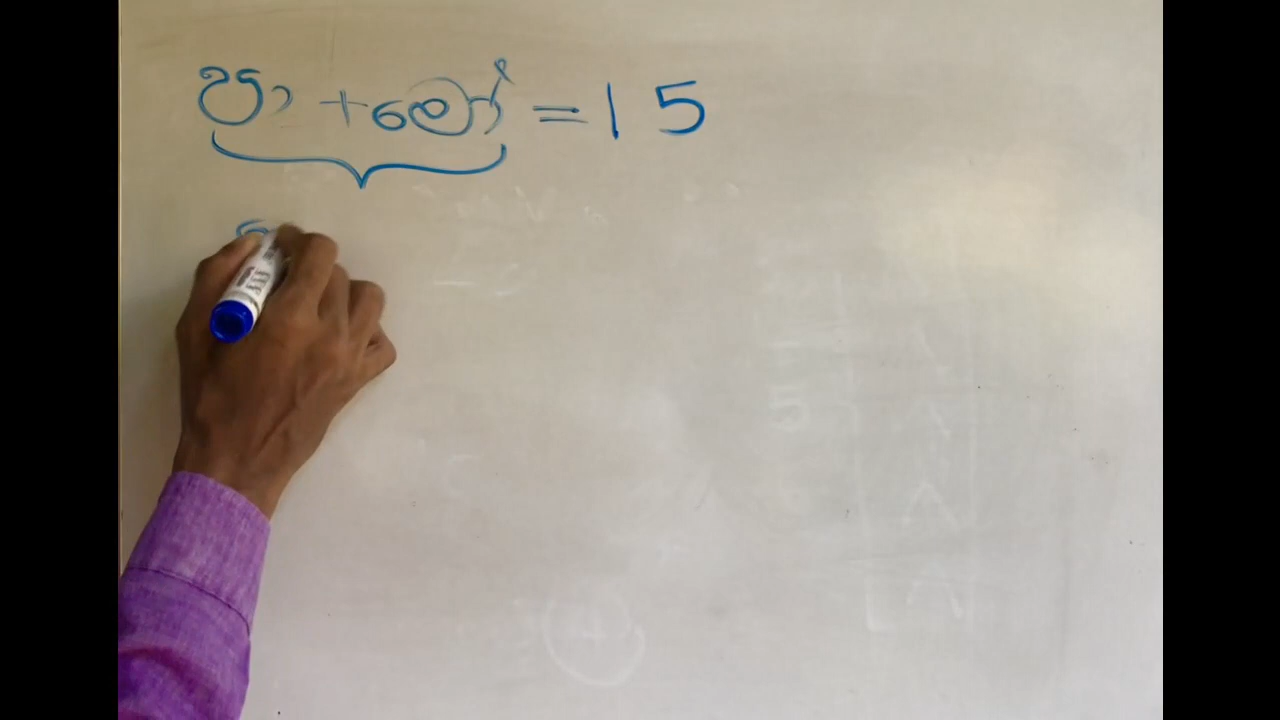 පා + මෝ = 15